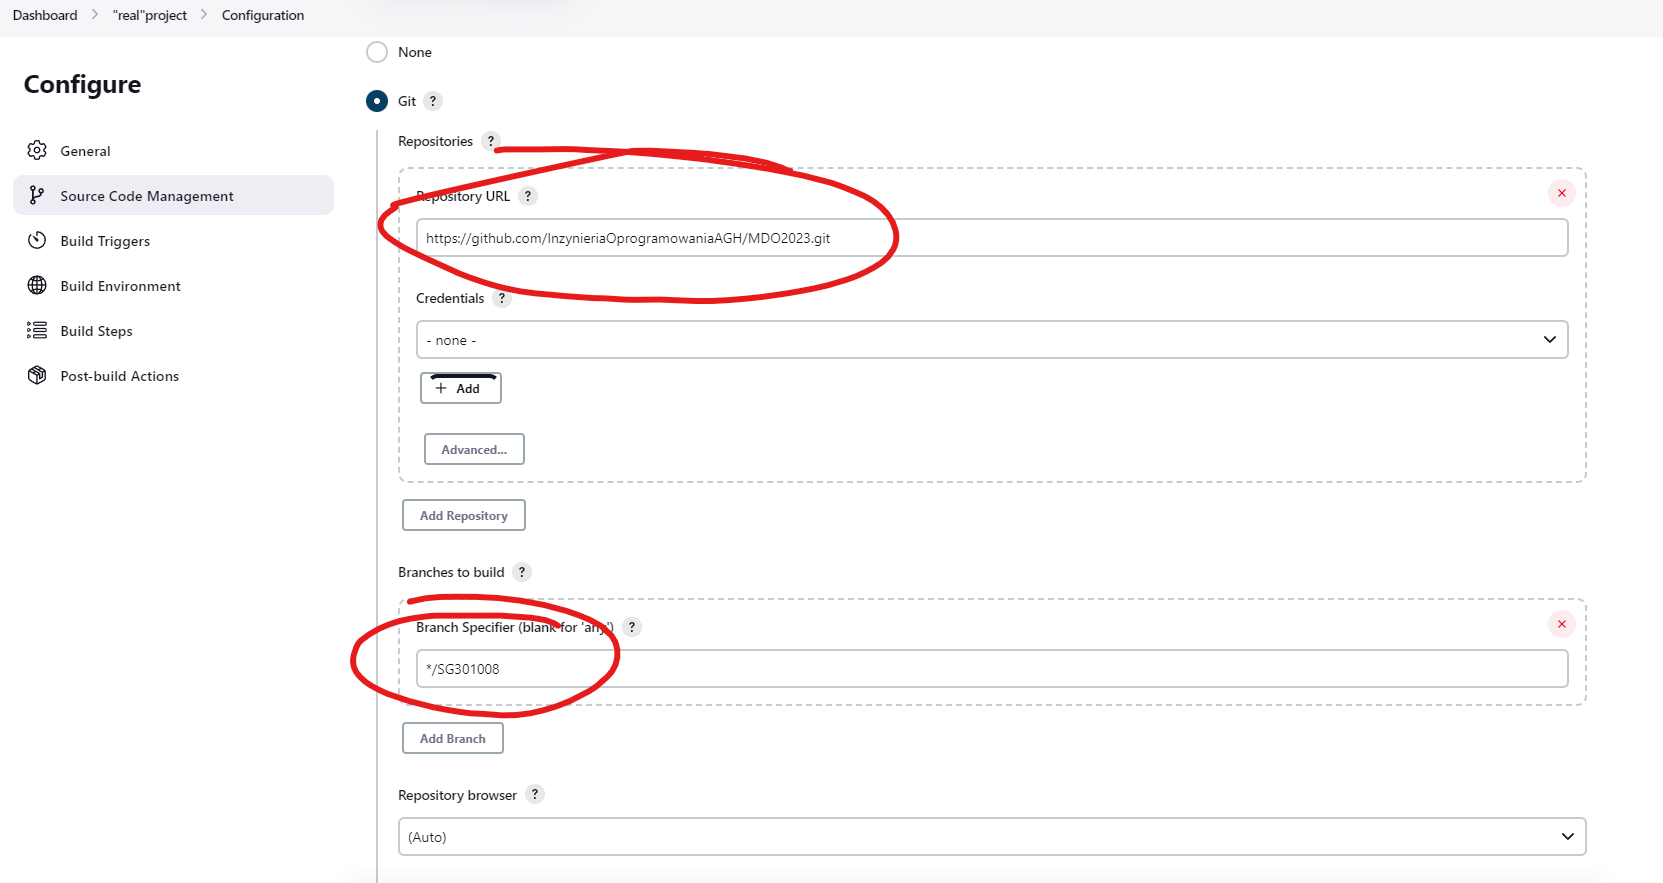 Dashboard > "real"project > Configuration
Configure
General
Source Code Management
Build Triggers
Build Environment
Build Steps
Post-build Actions
None
Git ?
Repositories ?
Repository URL ?
https://github.com/InzynieriaOprogramowaniaAGH/MDO2023.git
Credentials ?
- none -
+ Add
Advanced...
Add Repository
Branches to build ?
Branch Specifier (blank for 'any') ?
*/SG301008
Add Branch
Repository browser ?
(Auto)